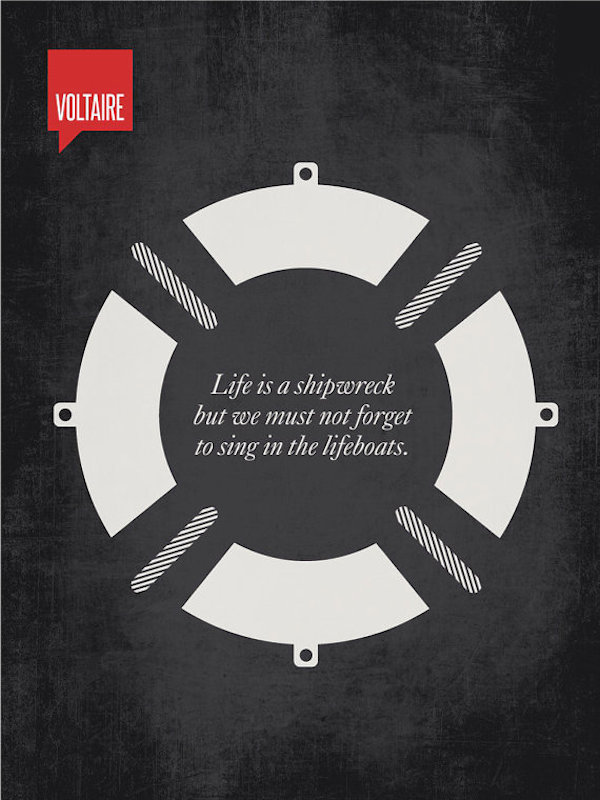 VOLTAIRE
Life is a shipwreck
but we must not forget
to sing in the lifeboats.